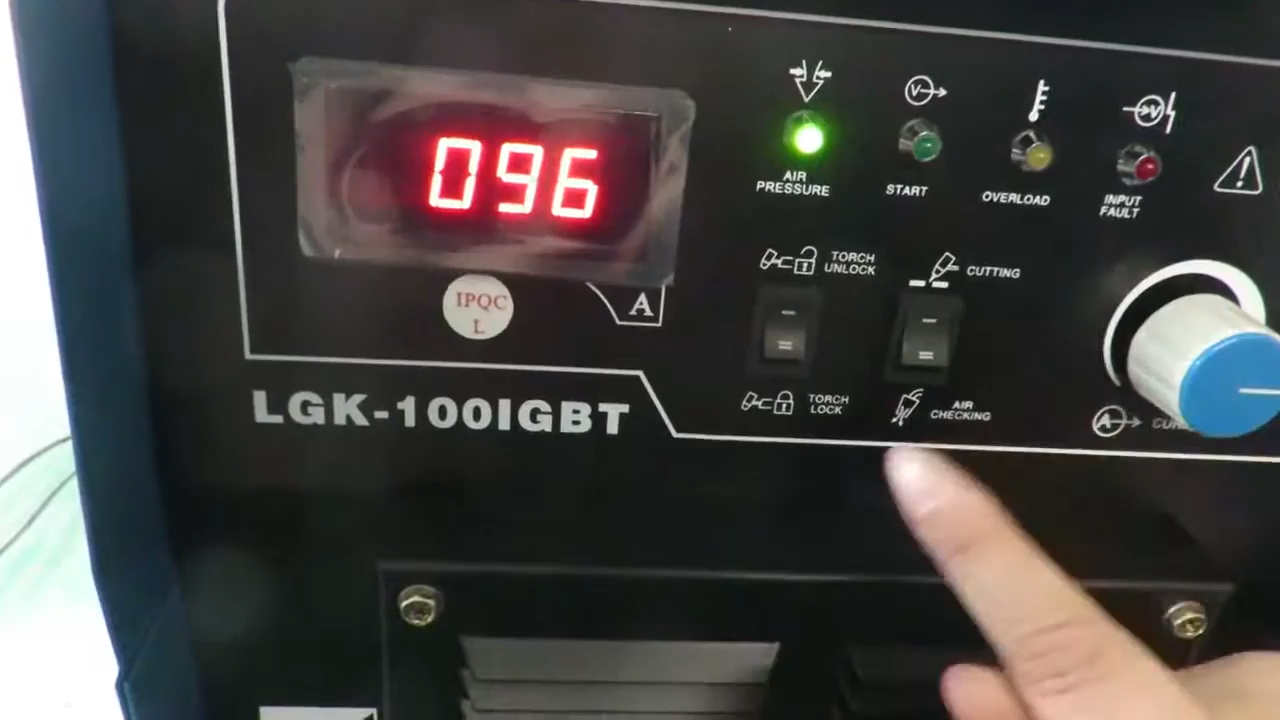 096
AIR
PRESSURE
START
OVERLOAD
INPUT
FAULT
TORCH
UNLOCK
CUTTING
IPQC
L
A
LGK-100IGBT
TORCH
LOCK
AIR
CHECKING
A